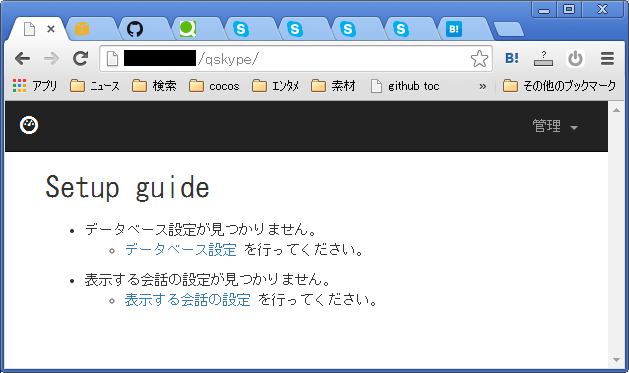 /qskype/
B!
?
アプリ
ニュース
検索
cocos
エンタメ
素材
github toc
»
その他のブックマーク
管理
Setup guide
データベース設定が見つかりません。
データベース設定 を行ってください。
表示する会話の設定が見つかりません。
表示する会話の設定 を行ってください。